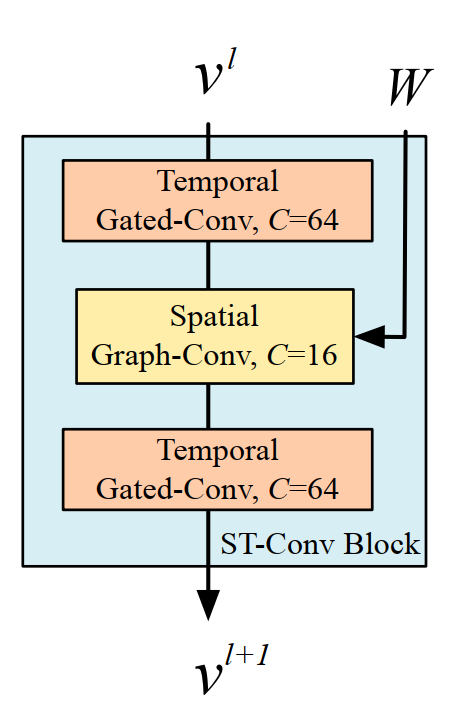 v^l
W
Temporal
Gated-Conv, C=64
Spatial
Graph-Conv, C=16
Temporal
Gated-Conv, C=64
ST-Conv Block
v^{l+1}